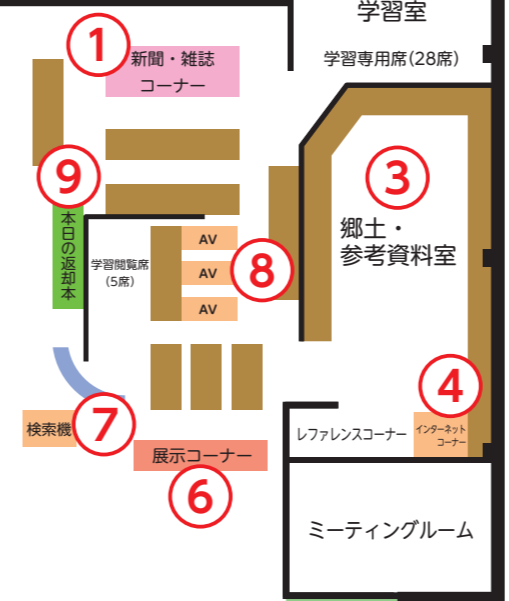 学習室
学習専用席(28席)
①
新聞・雑誌
コーナー
③
郷土・
参考資料室
⑨
本日の返却本
学習閲覧席
(5席)
AV
AV
AV
⑧
④
インターネット
コーナー
レファレンスコーナー
⑦
検索機
展示コーナー
⑥
ミーティングルーム